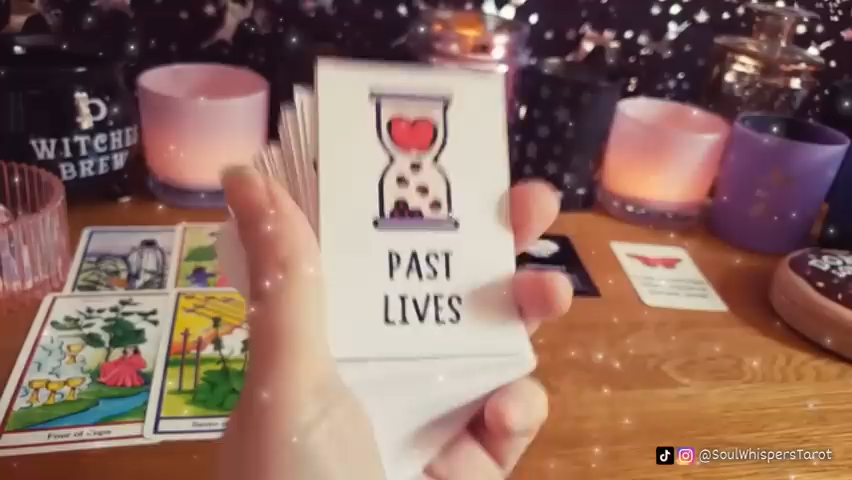 WITCHES
BREW
PAST
LIVES
Four of Cups
@SoulWhispersTarot